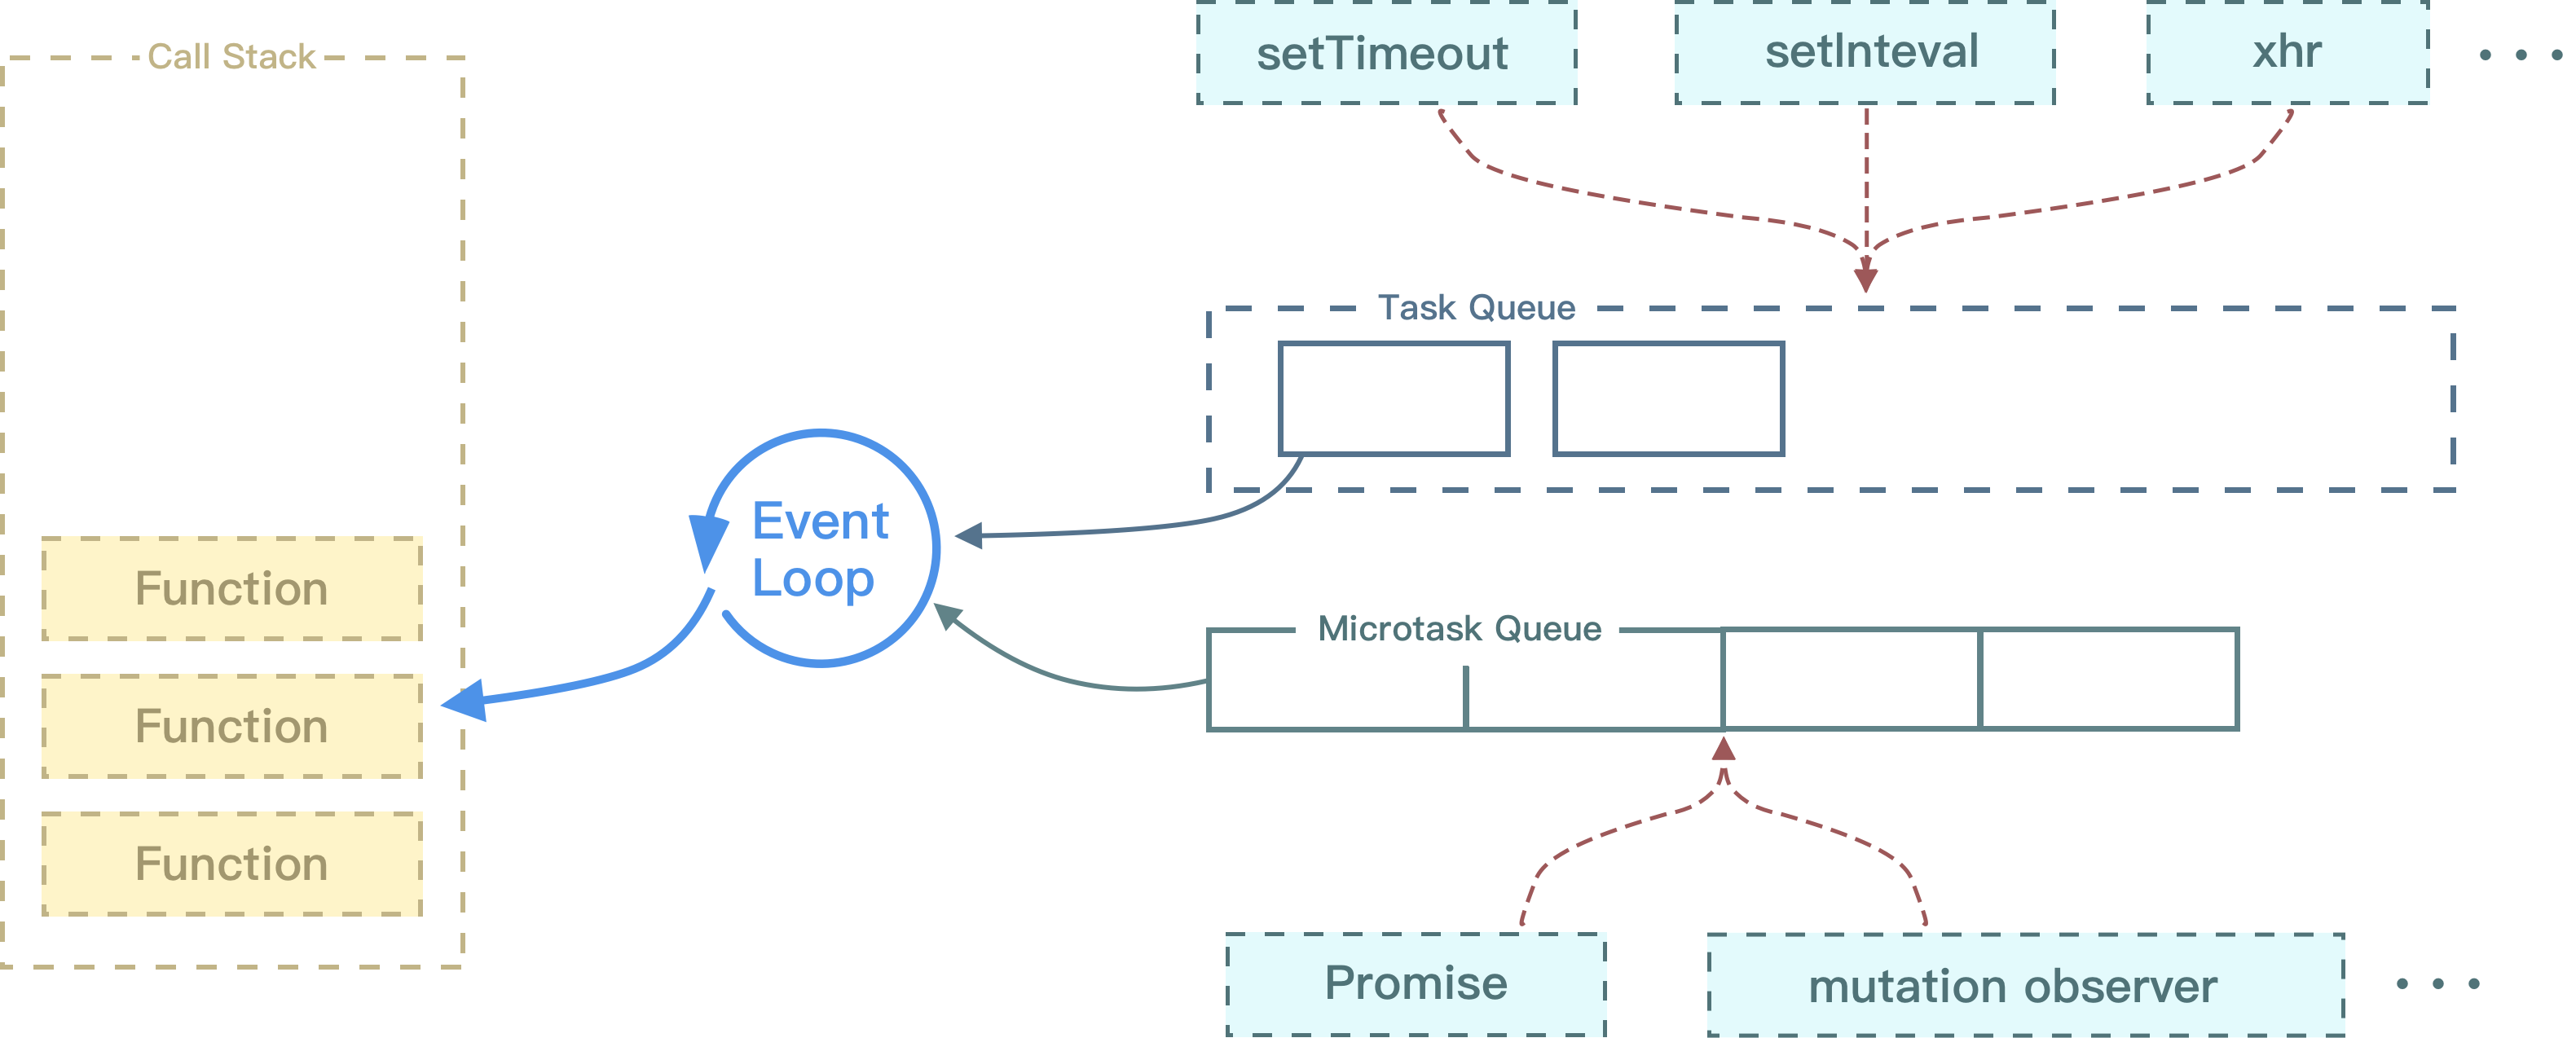 Call Stack
setTimeout
setInteval
xhr
Task Queue
Event
Loop
Microtask Queue
Function
Function
Function
Promise
mutation observer